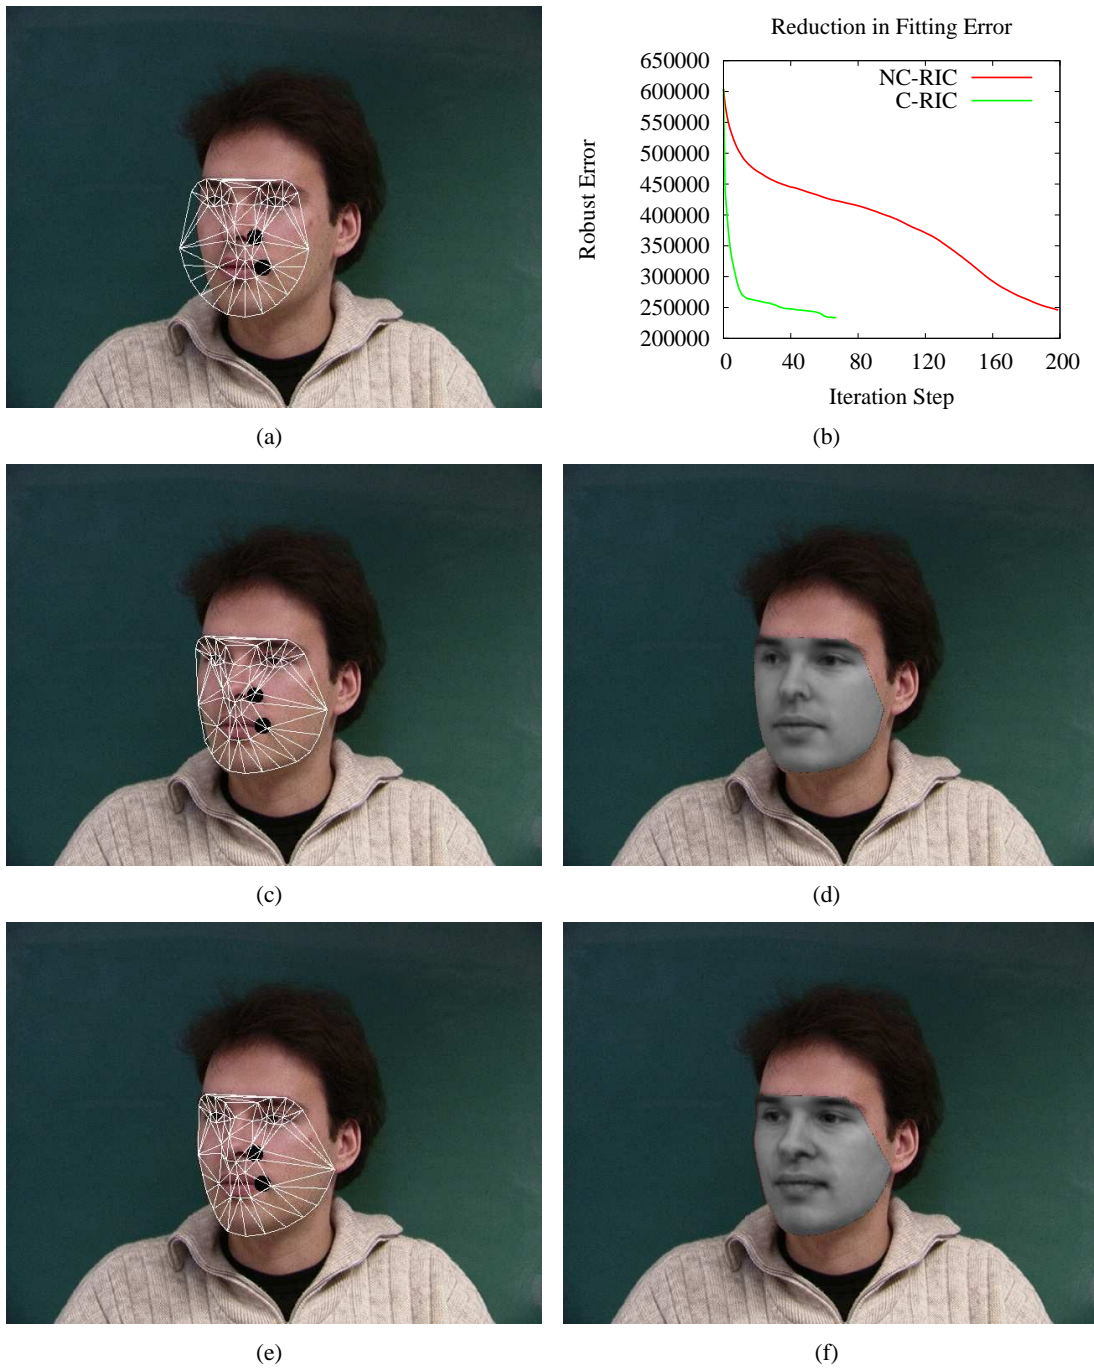 Reduction in Fitting Error
650000
600000
550000
500000
450000
400000
350000
300000
250000
200000
Robust Error
NC-RIC
C-RIC
0 40 80 120 160 200
Iteration Step
(a) (b)
(c) (d)
(e) (f)